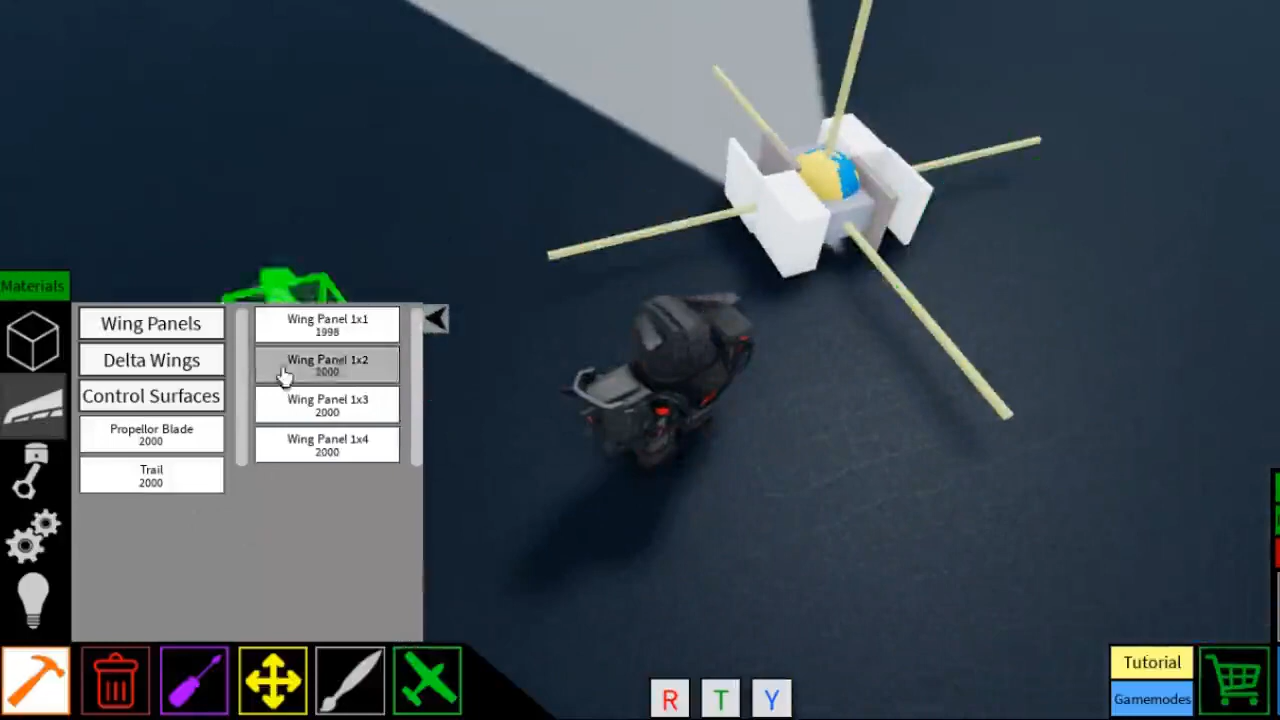 Materials
Wing Panels
Delta Wings
Control Surfaces
Propellor Blade
2000
Trail
2000
Wing Panel 1x1
1998
Wing Panel 1x2
2000
Wing Panel 1x3
2000
Wing Panel 1x4
2000
R T Y
Tutorial
Gamemodes